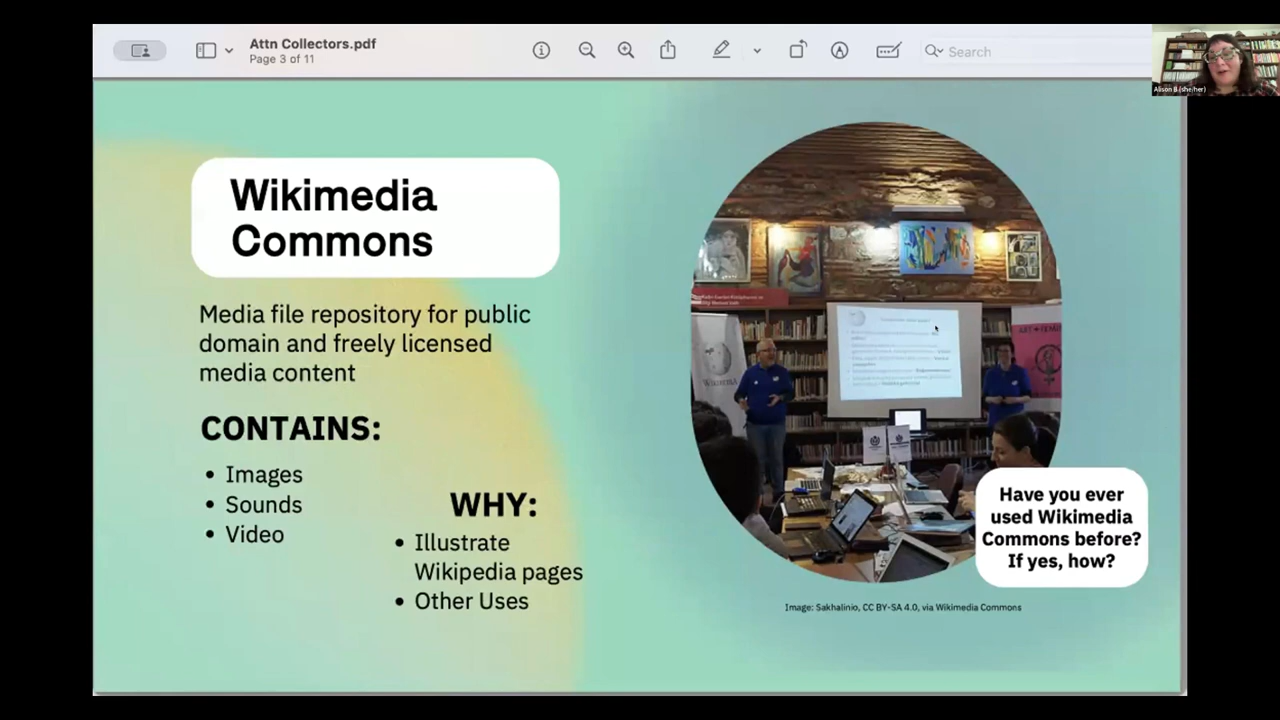 Attn Collectors.pdf
Page 3 of 11
Search
Alison B (she/her)
Wikimedia
Commons
Media file repository for public
domain and freely licensed
media content
CONTAINS:
• Images
• Sounds
• Video
WHY:
• Illustrate
Wikipedia pages
• Other Uses
Have you ever
used Wikimedia
Commons before?
If yes, how?
Image: Sakhalinio, CC BY-SA 4.0, via Wikimedia Commons